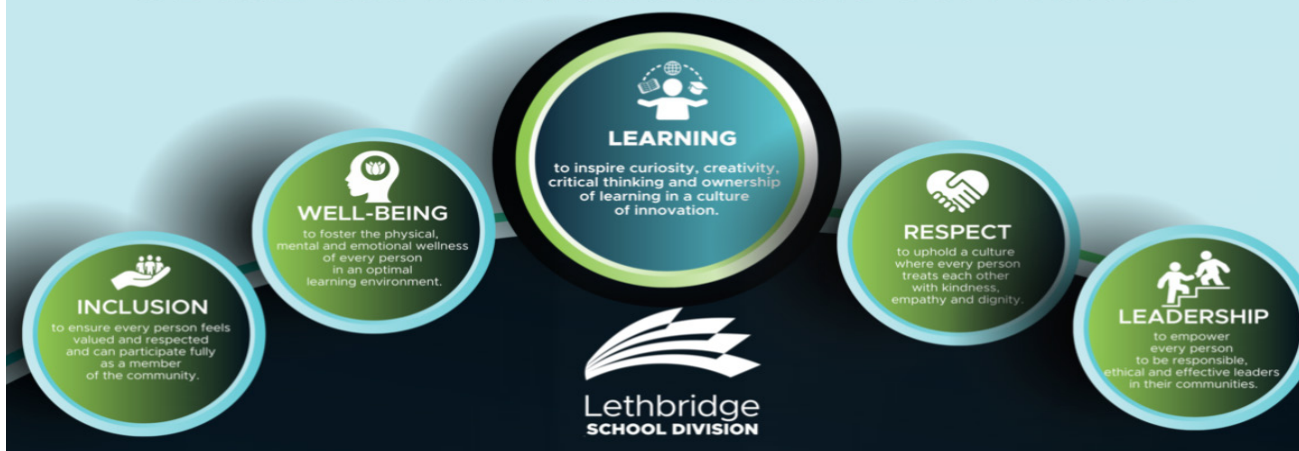 INCLUSION
to ensure every person feels
valued and respected
and can participate fully
as a member
of the community.
WELL-BEING
to foster the physical,
mental and emotional wellness
of every person
in an optimal
learning environment.
LEARNING
to inspire curiosity, creativity,
critical thinking and ownership
of learning in a culture
of innovation.
RESPECT
to uphold a culture
where every person
treats each other
with kindness,
empathy and dignity.
LEADERSHIP
to empower
every person
to be responsible,
ethical and effective leaders
in their communities.
Lethbridge
SCHOOL DIVISION